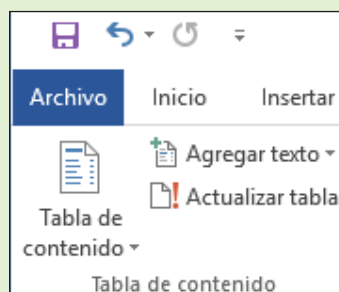 Archivo Inicio Insertar
Agregar texto
Actualizar tabla
Tabla de
contenido
Tabla de contenido